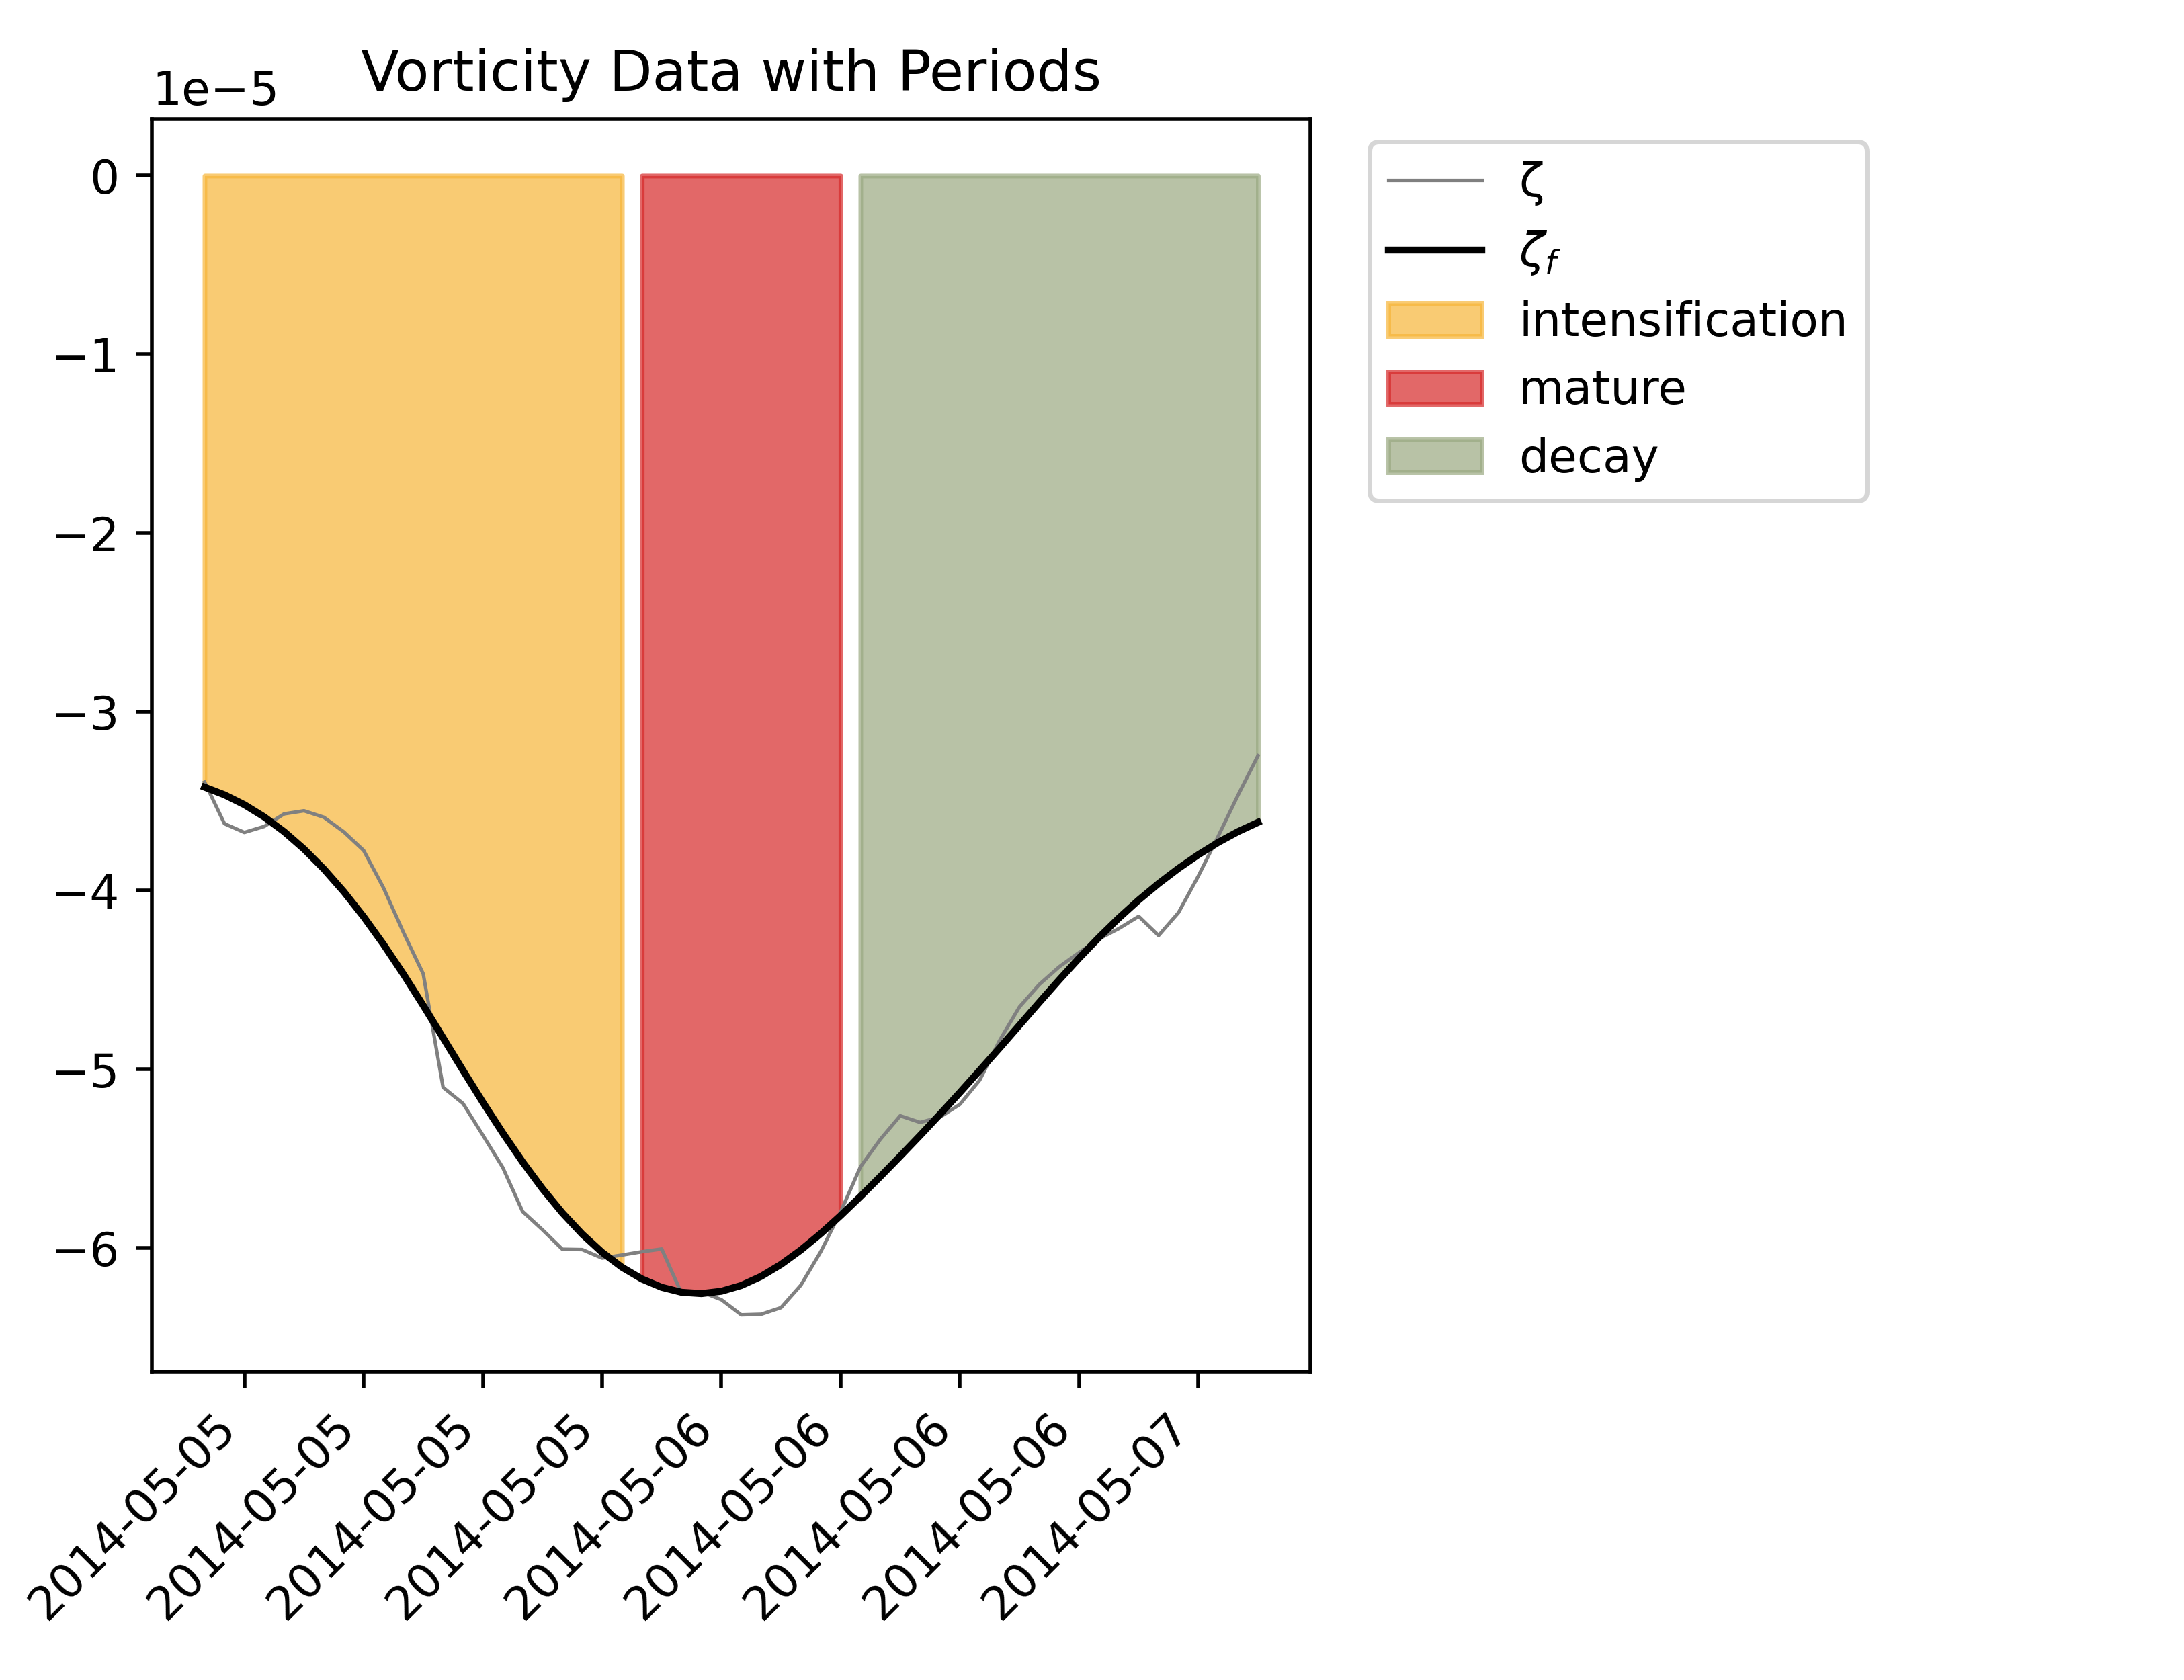 Vorticity Data with Periods
1e−5
0
−1
−2
−3
−4
−5
−6
2014-05-05
2014-05-05
2014-05-05
2014-05-05
2014-05-06
2014-05-06
2014-05-06
2014-05-06
2014-05-07
ζ
ζf
intensification
mature
decay